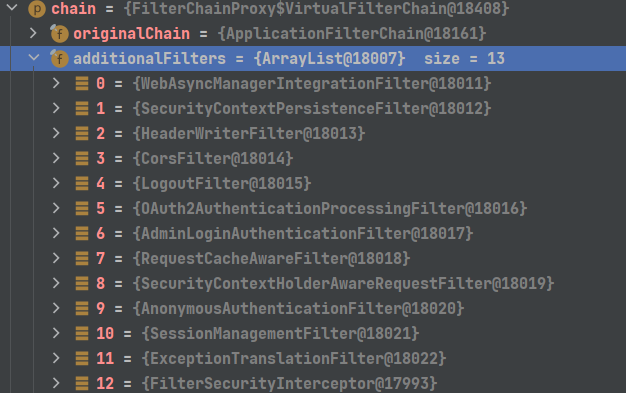 p chain = {FilterChainProxy$VirtualFilterChain@18408}
f originalChain = {ApplicationFilterChain@18161}
f additionalFilters = {ArrayList@18007} size = 13
0 = {WebAsyncManagerIntegrationFilter@18011}
1 = {SecurityContextPersistenceFilter@18012}
2 = {HeaderWriterFilter@18013}
3 = {CorsFilter@18014}
4 = {LogoutFilter@18015}
5 = {OAuth2AuthenticationProcessingFilter@18016}
6 = {AdminLoginAuthenticationFilter@18017}
7 = {RequestCacheAwareFilter@18018}
8 = {SecurityContextHolderAwareRequestFilter@18019}
9 = {AnonymousAuthenticationFilter@18020}
10 = {SessionManagementFilter@18021}
11 = {ExceptionTranslationFilter@18022}
12 = {FilterSecurityInterceptor@17993}